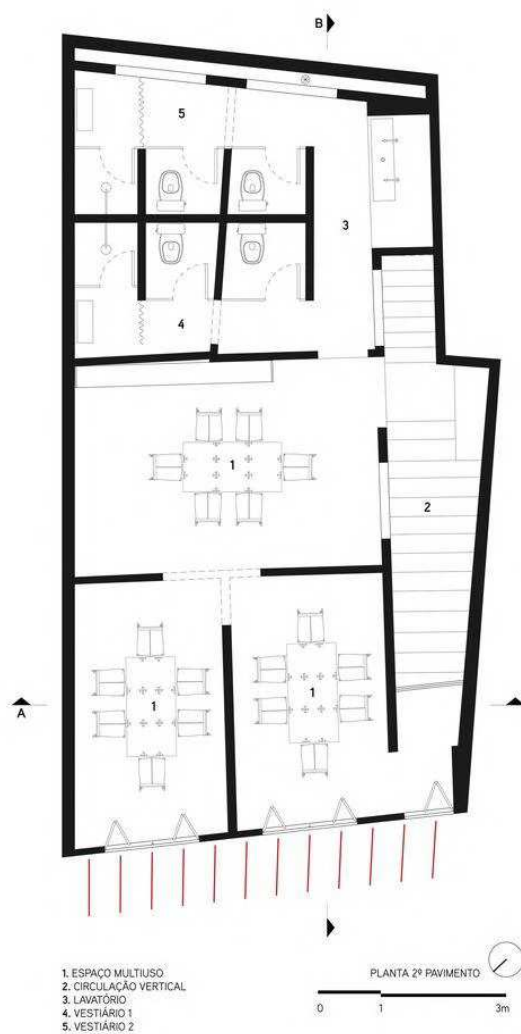 B
5
3
4
1
2
1
1
A
1. ESPAÇO MULTIUSO
2. CIRCULAÇÃO VERTICAL
3. LAVATÓRIO
4. VESTIÁRIO 1
5. VESTIÁRIO 2
PLANTA 2º PAVIMENTO
0 1 3m